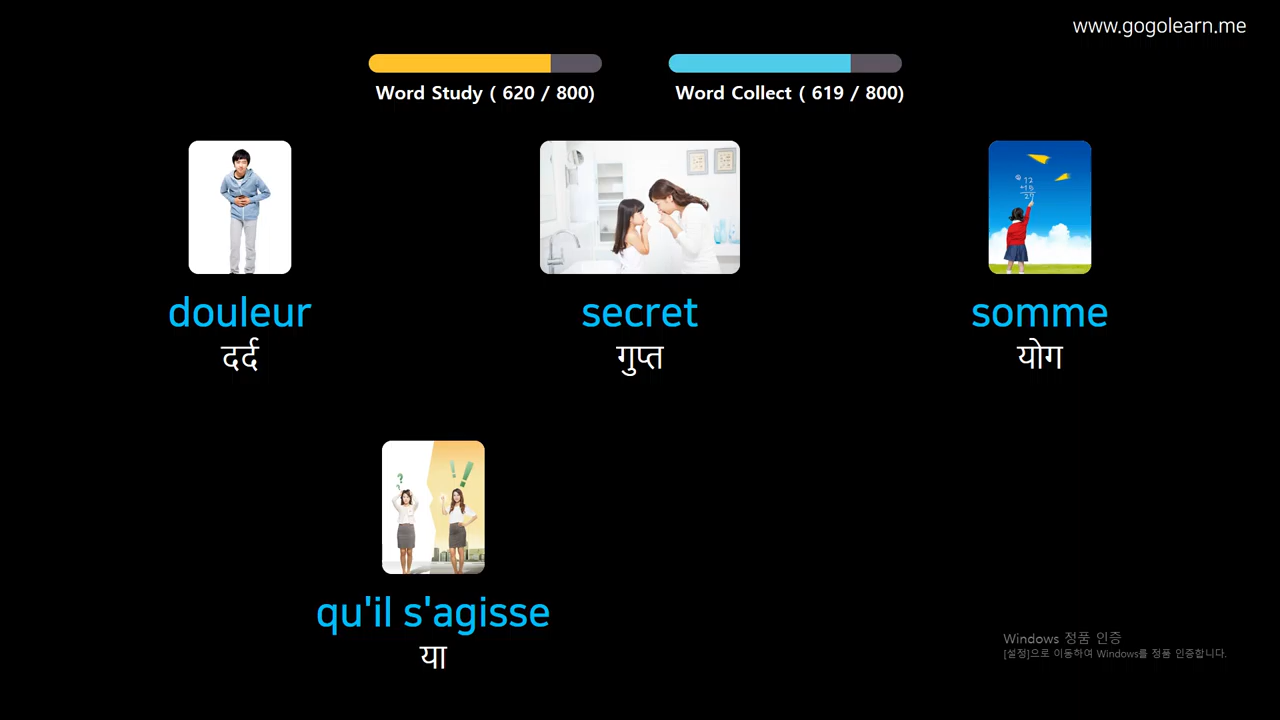 www.gogolearn.me
Word Study ( 620 / 800)
Word Collect ( 619 / 800)
douleur
दर्द
secret
गुप्त
somme
योग
qu'il s'agisse
या
Windows 정품 인증
[설정]으로 이동하여 Windows를 정품 인증합니다.